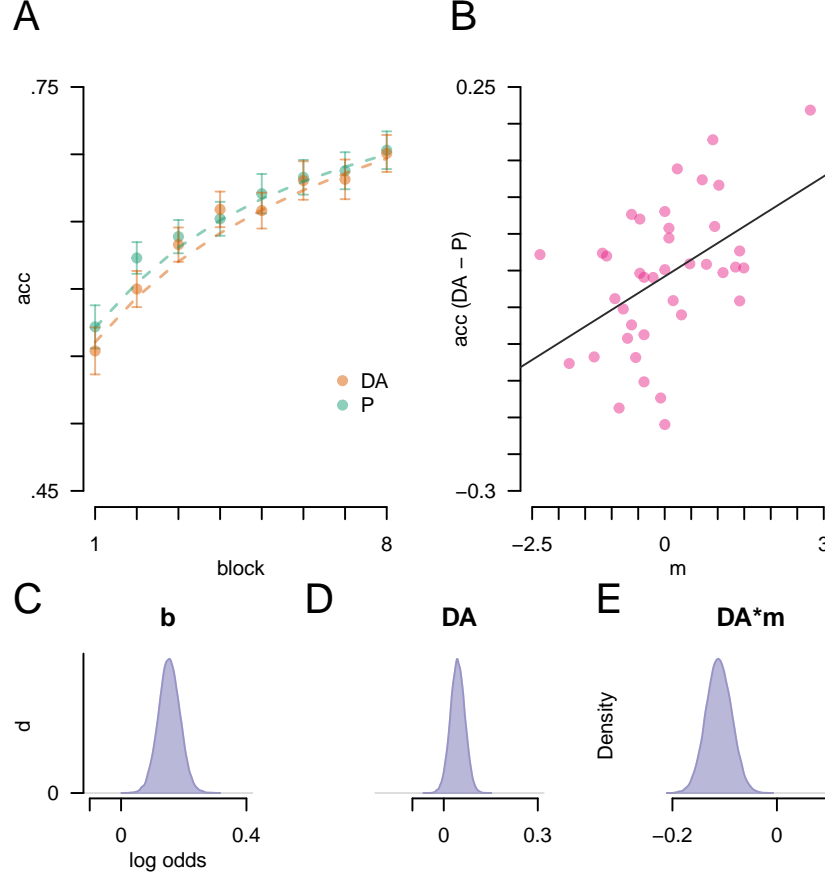 A
.75
acc
.45
DA
P
1
8
block
B
0.25
acc (DA − P)
−0.3
−2.5
0
3
m
C
b
d
0
0
0.4
log odds
D
DA
0
0.3
E
DA*m
Density
−0.2
0